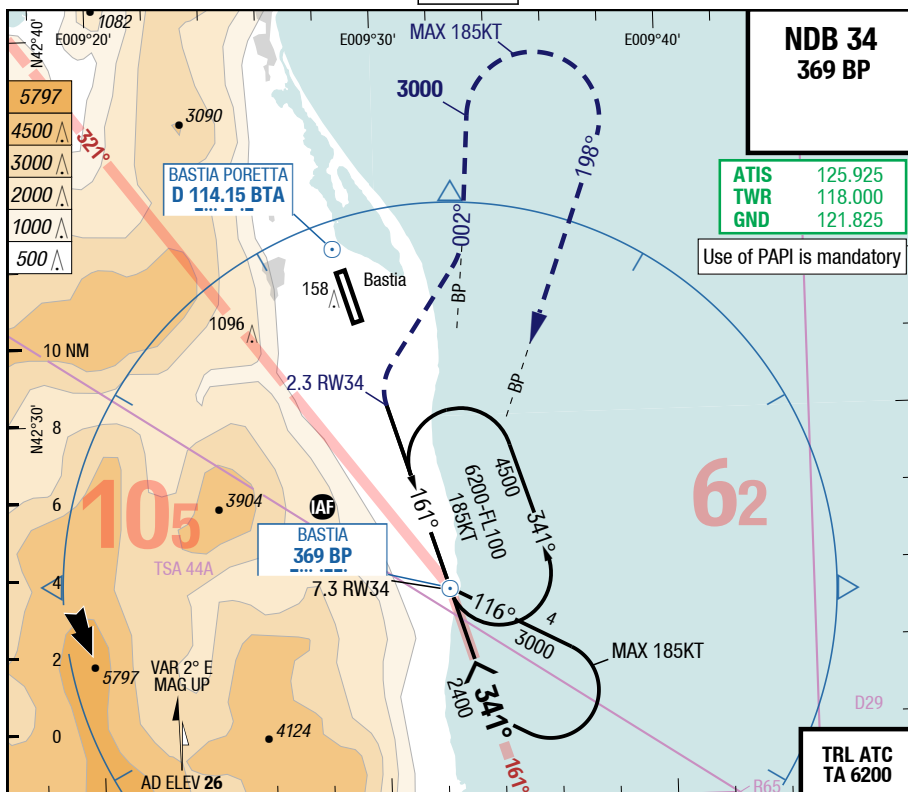 1082
E009°20'
E009°30'
MAX 185KT
E009°40'
N42°40'
NDB 34
369 BP
5797
4500
3000
2000
1000
500
3000
3090
321°
198°
ATIS 125.925
TWR 118.000
GND 121.825
BASTIA PORETTA
D 114.15 BTA
002°
Use of PAPI is mandatory
Bastia
158
BP
1096
10 NM
BP
2.3 RW34
N42°30'
8
4500
6200-FL100
185KT
341°
161°
6
3904
IAF
105
62
BASTIA
369 BP
TSA 44A
4
7.3 RW34
116°
4
3000
MAX 185KT
2
5797
VAR 2° E
MAG UP
2400
341°
D29
0
4124
161°
TRL ATC
TA 6200
AD ELEV 26
R65